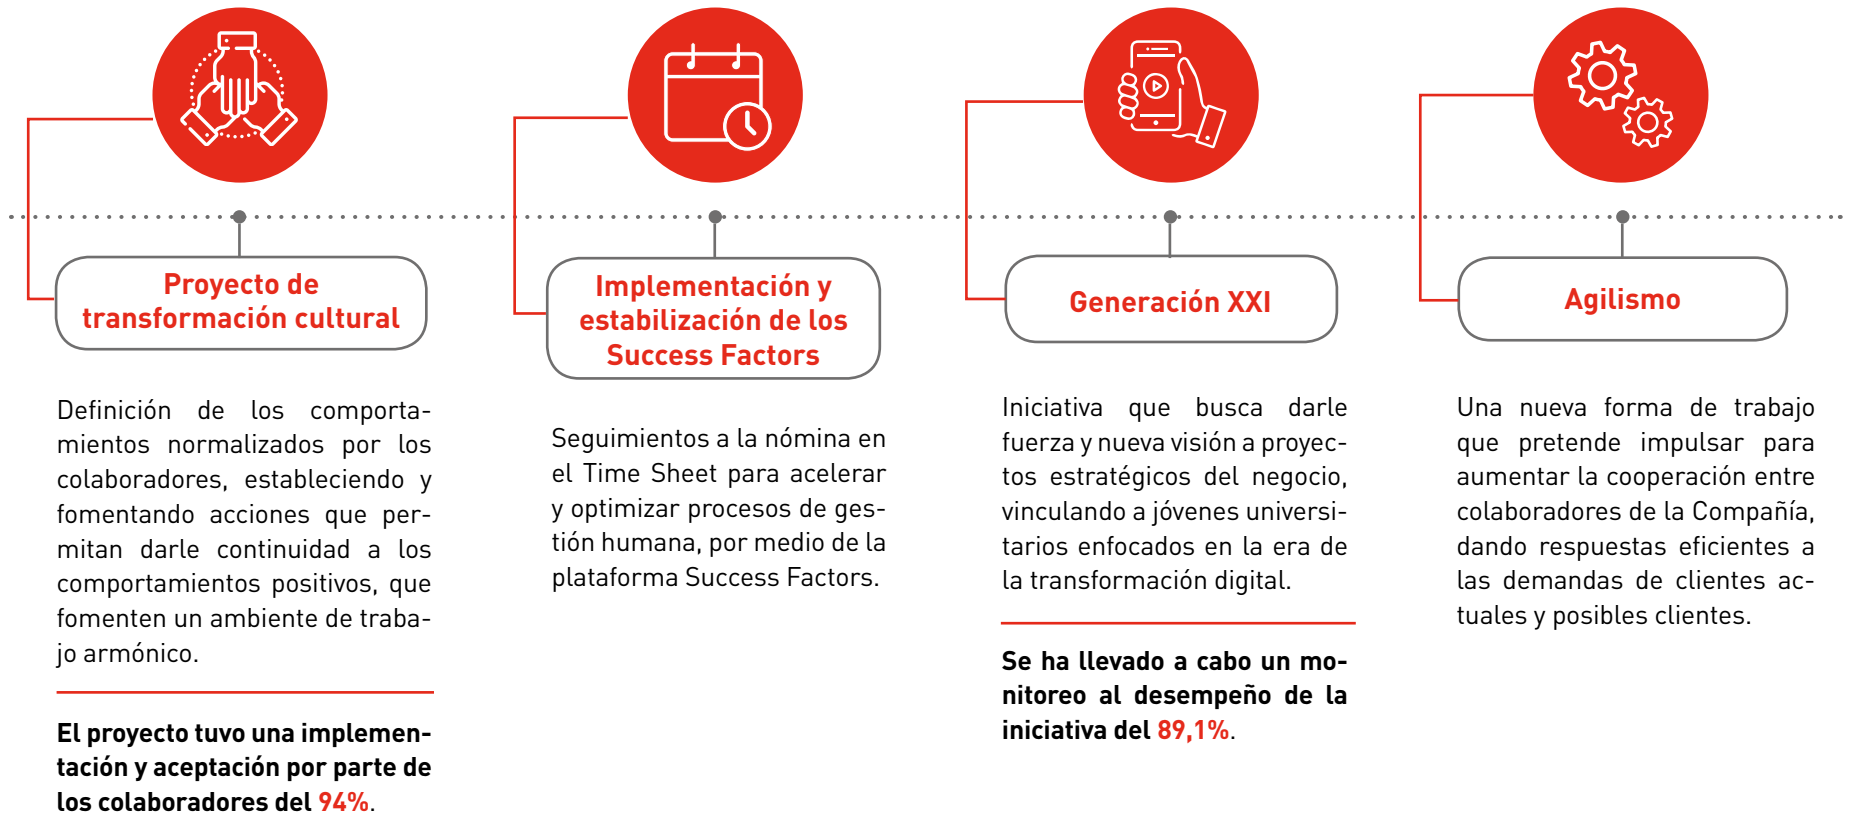 Proyecto de
transformación cultural
Definición de los comporta-
mientos normalizados por los
colaboradores, estableciendo y
fomentando acciones que per-
mitan darle continuidad a los
comportamientos positivos, que
fomenten un ambiente de traba-
jo armónico.
El proyecto tuvo una implemen-
tación y aceptación por parte de
los colaboradores del 94%.
Implementación y
estabilización de los
Success Factors
Seguimientos a la nómina en
el Time Sheet para acelerar
y optimizar procesos de ges-
tión humana, por medio de la
plataforma Success Factors.
Generación XXI
Iniciativa que busca darle
fuerza y nueva visión a proyec-
tos estratégicos del negocio,
vinculando a jóvenes universi-
tarios enfocados en la era de
la transformación digital.
Se ha llevado a cabo un mo-
nitoreo al desempeño de la
iniciativa del 89,1%.
Agilismo
Una nueva forma de trabajo
que pretende impulsar para
aumentar la cooperación entre
colaboradores de la Compañía,
dando respuestas eficientes a
las demandas de clientes ac-
tuales y posibles clientes.